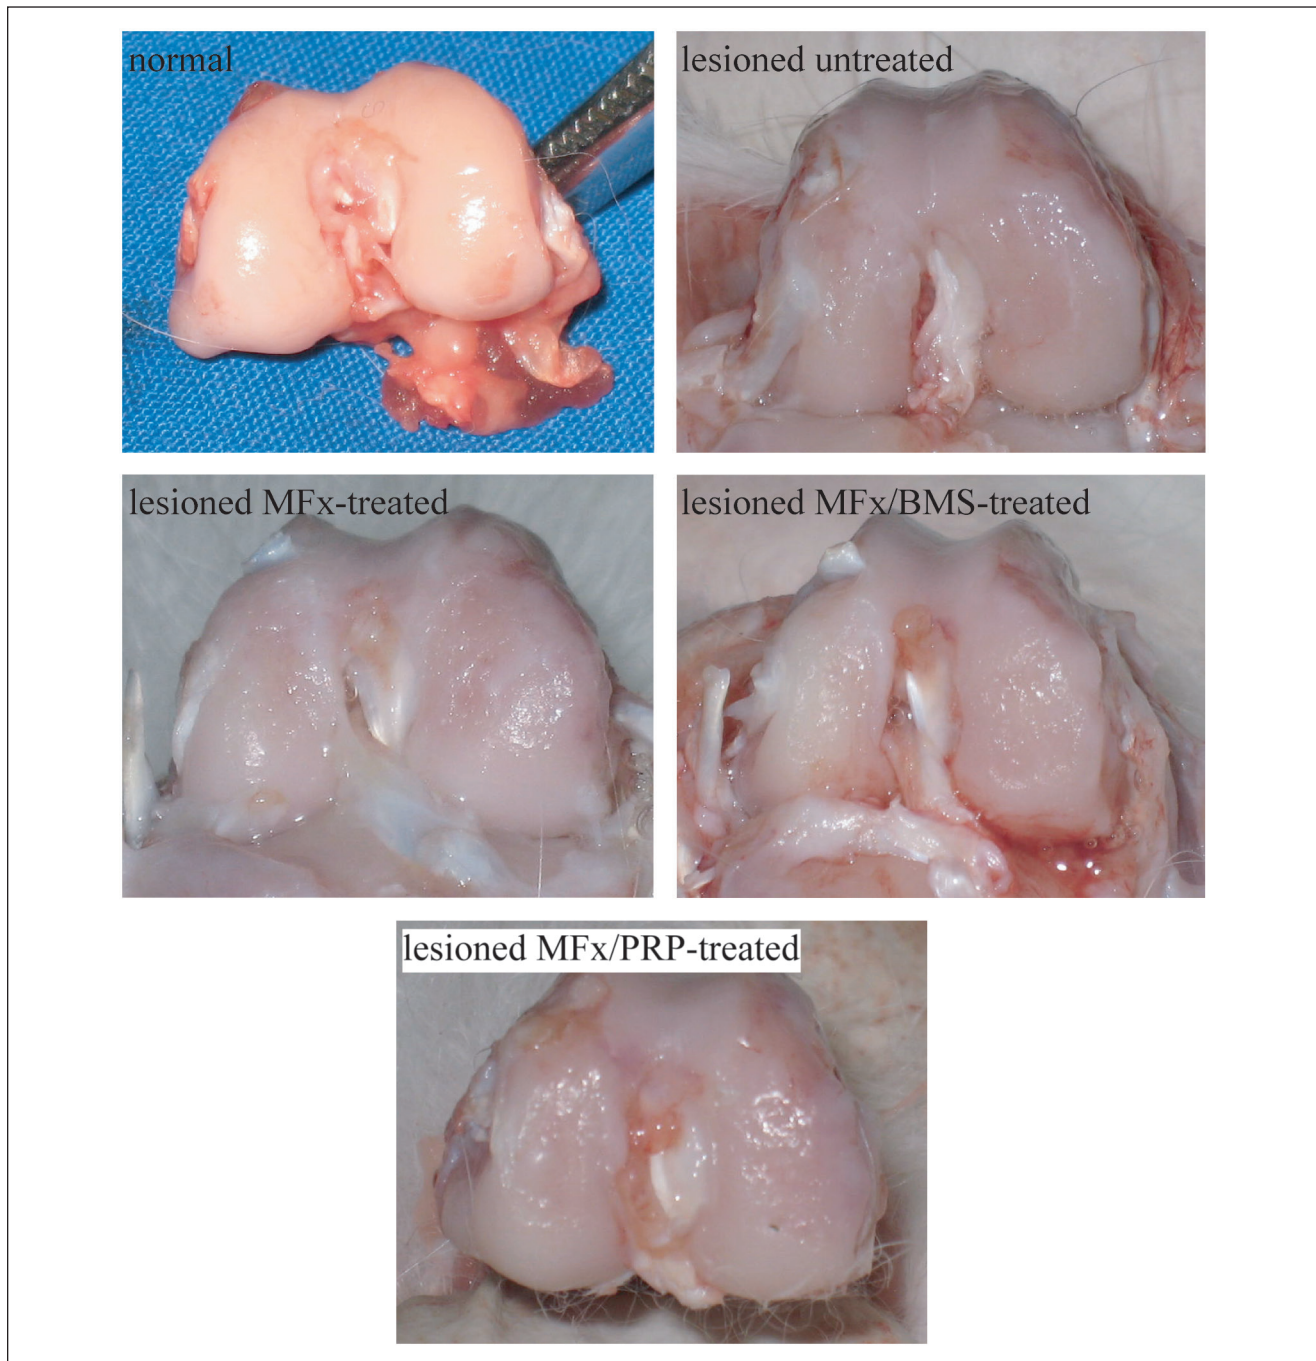 normal
lesioned untreated
lesioned MFx-treated
lesioned MFx/BMS-treated
lesioned MFx/PRP-treated